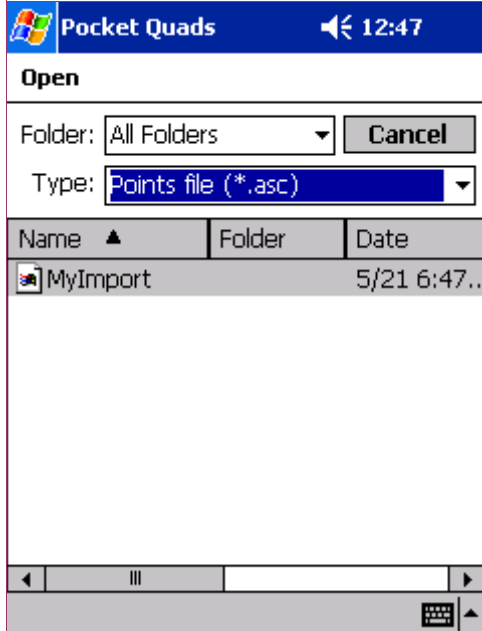 Pocket Quads 12:47
Open
Folder: All Folders Cancel
Type: Points file (*.asc)
Name Folder Date
MyImport 5/21 6:47..